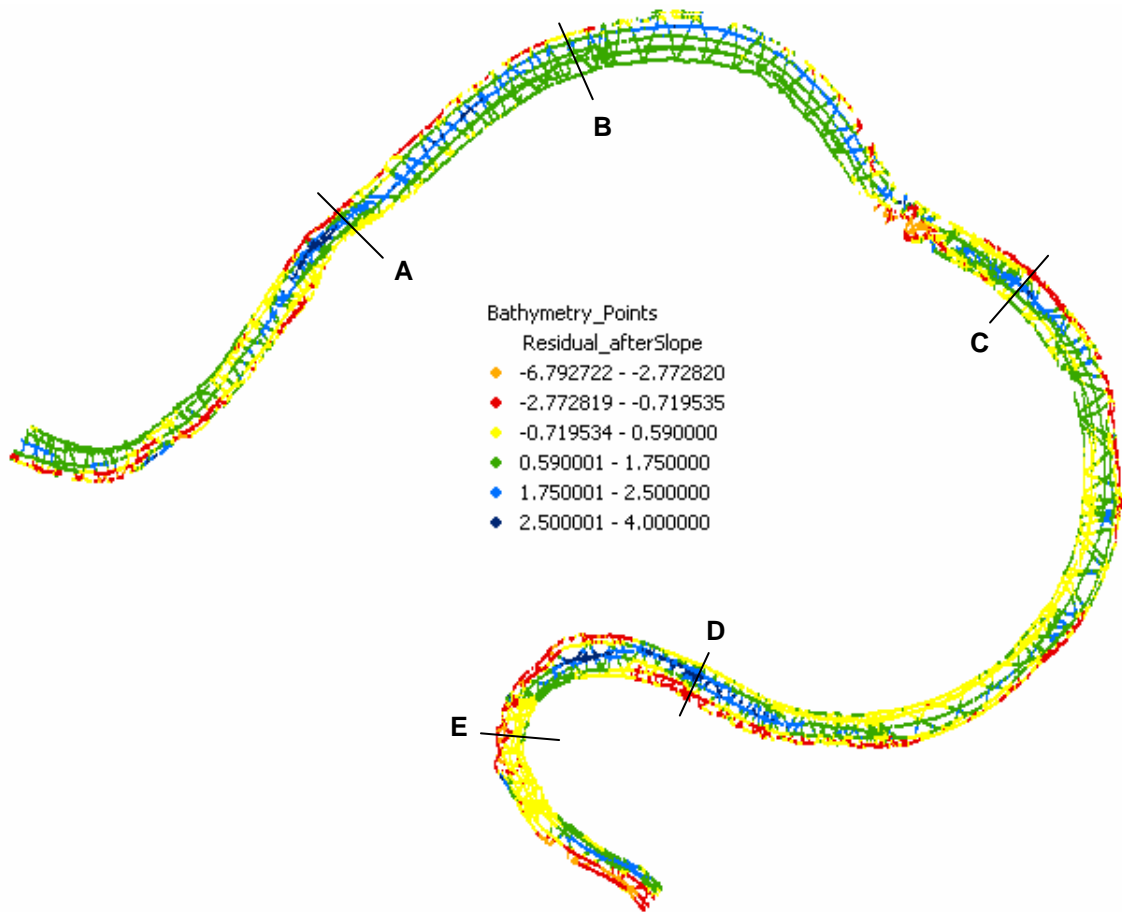 B
A
Bathymetry_Points
Residual_afterSlope
-6.792722 - -2.772820
-2.772819 - -0.719535
-0.719534 - 0.590000
0.590001 - 1.750000
1.750001 - 2.500000
2.500001 - 4.000000
C
D
E